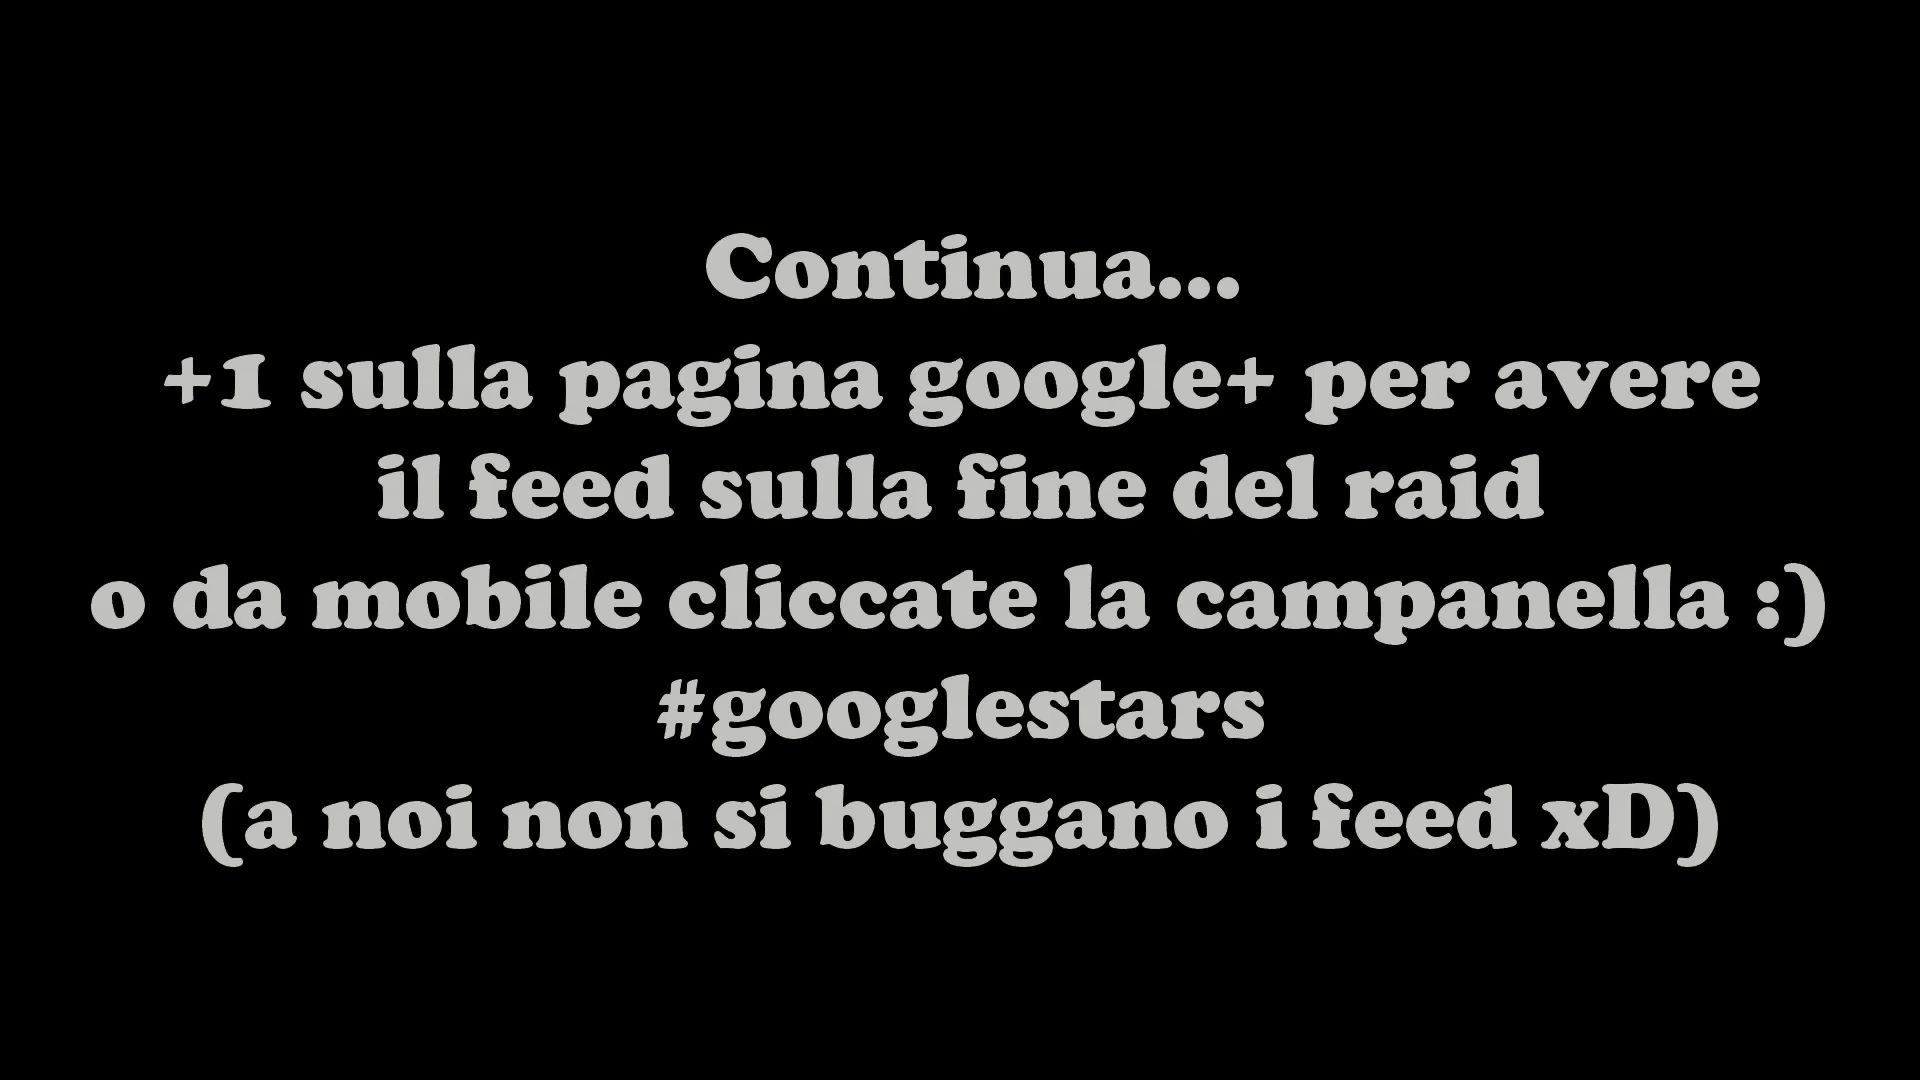 Continua...
+1 sulla pagina google+ per avere
il feed sulla fine del raid
o da mobile cliccate la campanella :)
#googlestars
(a noi non si buggano i feed xD)